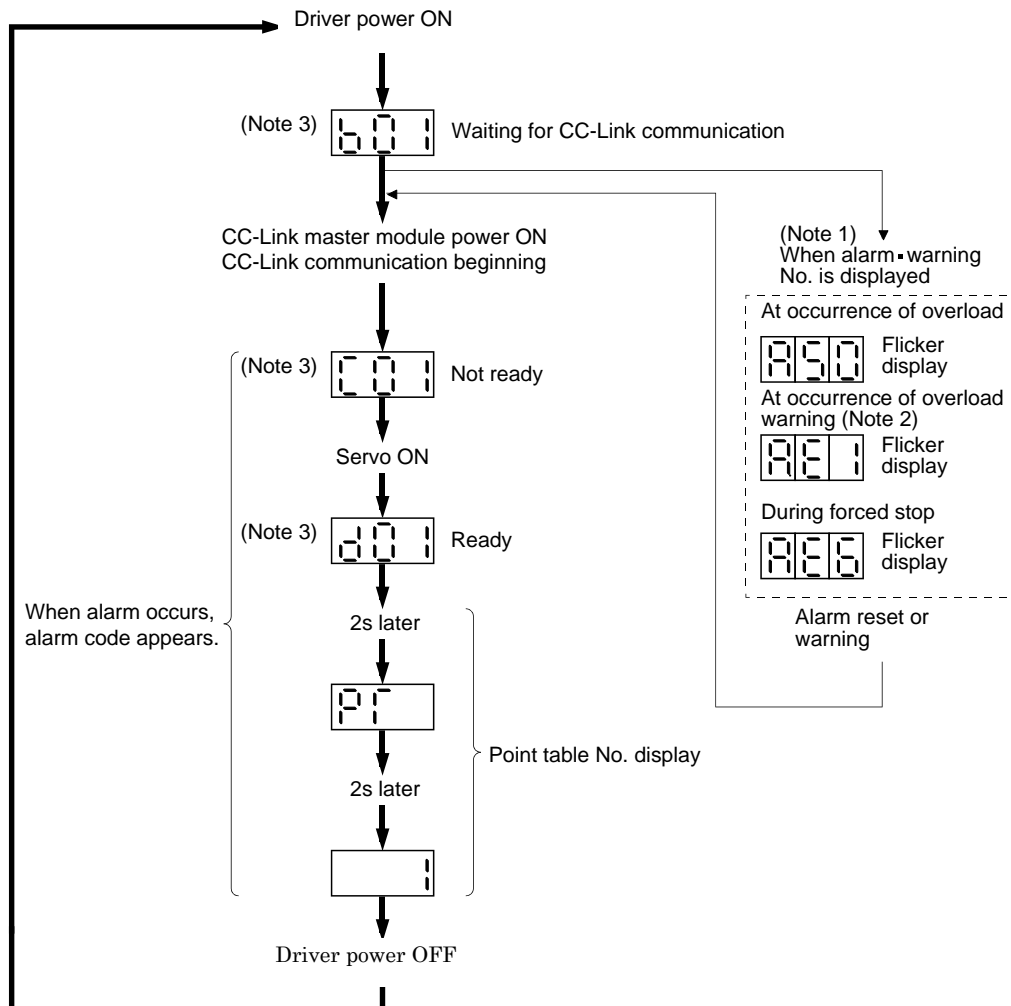 Driver power ON
(Note 3) b01 Waiting for CC-Link communication
CC-Link master module power ON
CC-Link communication beginning
(Note 3) C01 Not ready
Servo ON
(Note 3) d01 Ready
2s later
PT
2s later
1
Driver power OFF
When alarm occurs,
alarm code appears.
Point table No. display
(Note 1)
When alarm▪warning
No. is displayed
At occurrence of overload
A50 Flicker
display
At occurrence of overload
warning (Note 2)
AE1 Flicker
display
During forced stop
AE6 Flicker
display
Alarm reset or
warning